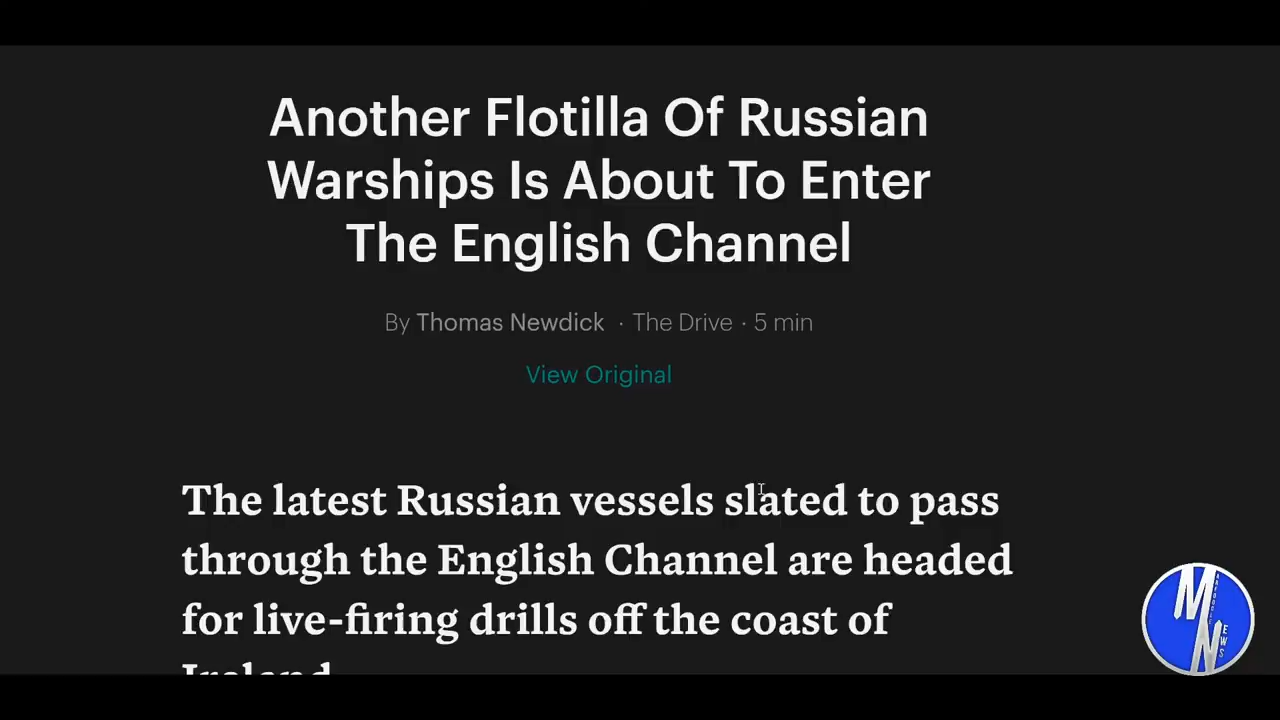 Another Flotilla Of Russian
Warships Is About To Enter
The English Channel
By Thomas Newdick · The Drive · 5 min
View Original
The latest Russian vessels slated to pass
through the English Channel are headed
for live-firing drills off the coast of
Ireland
M
N
EWS